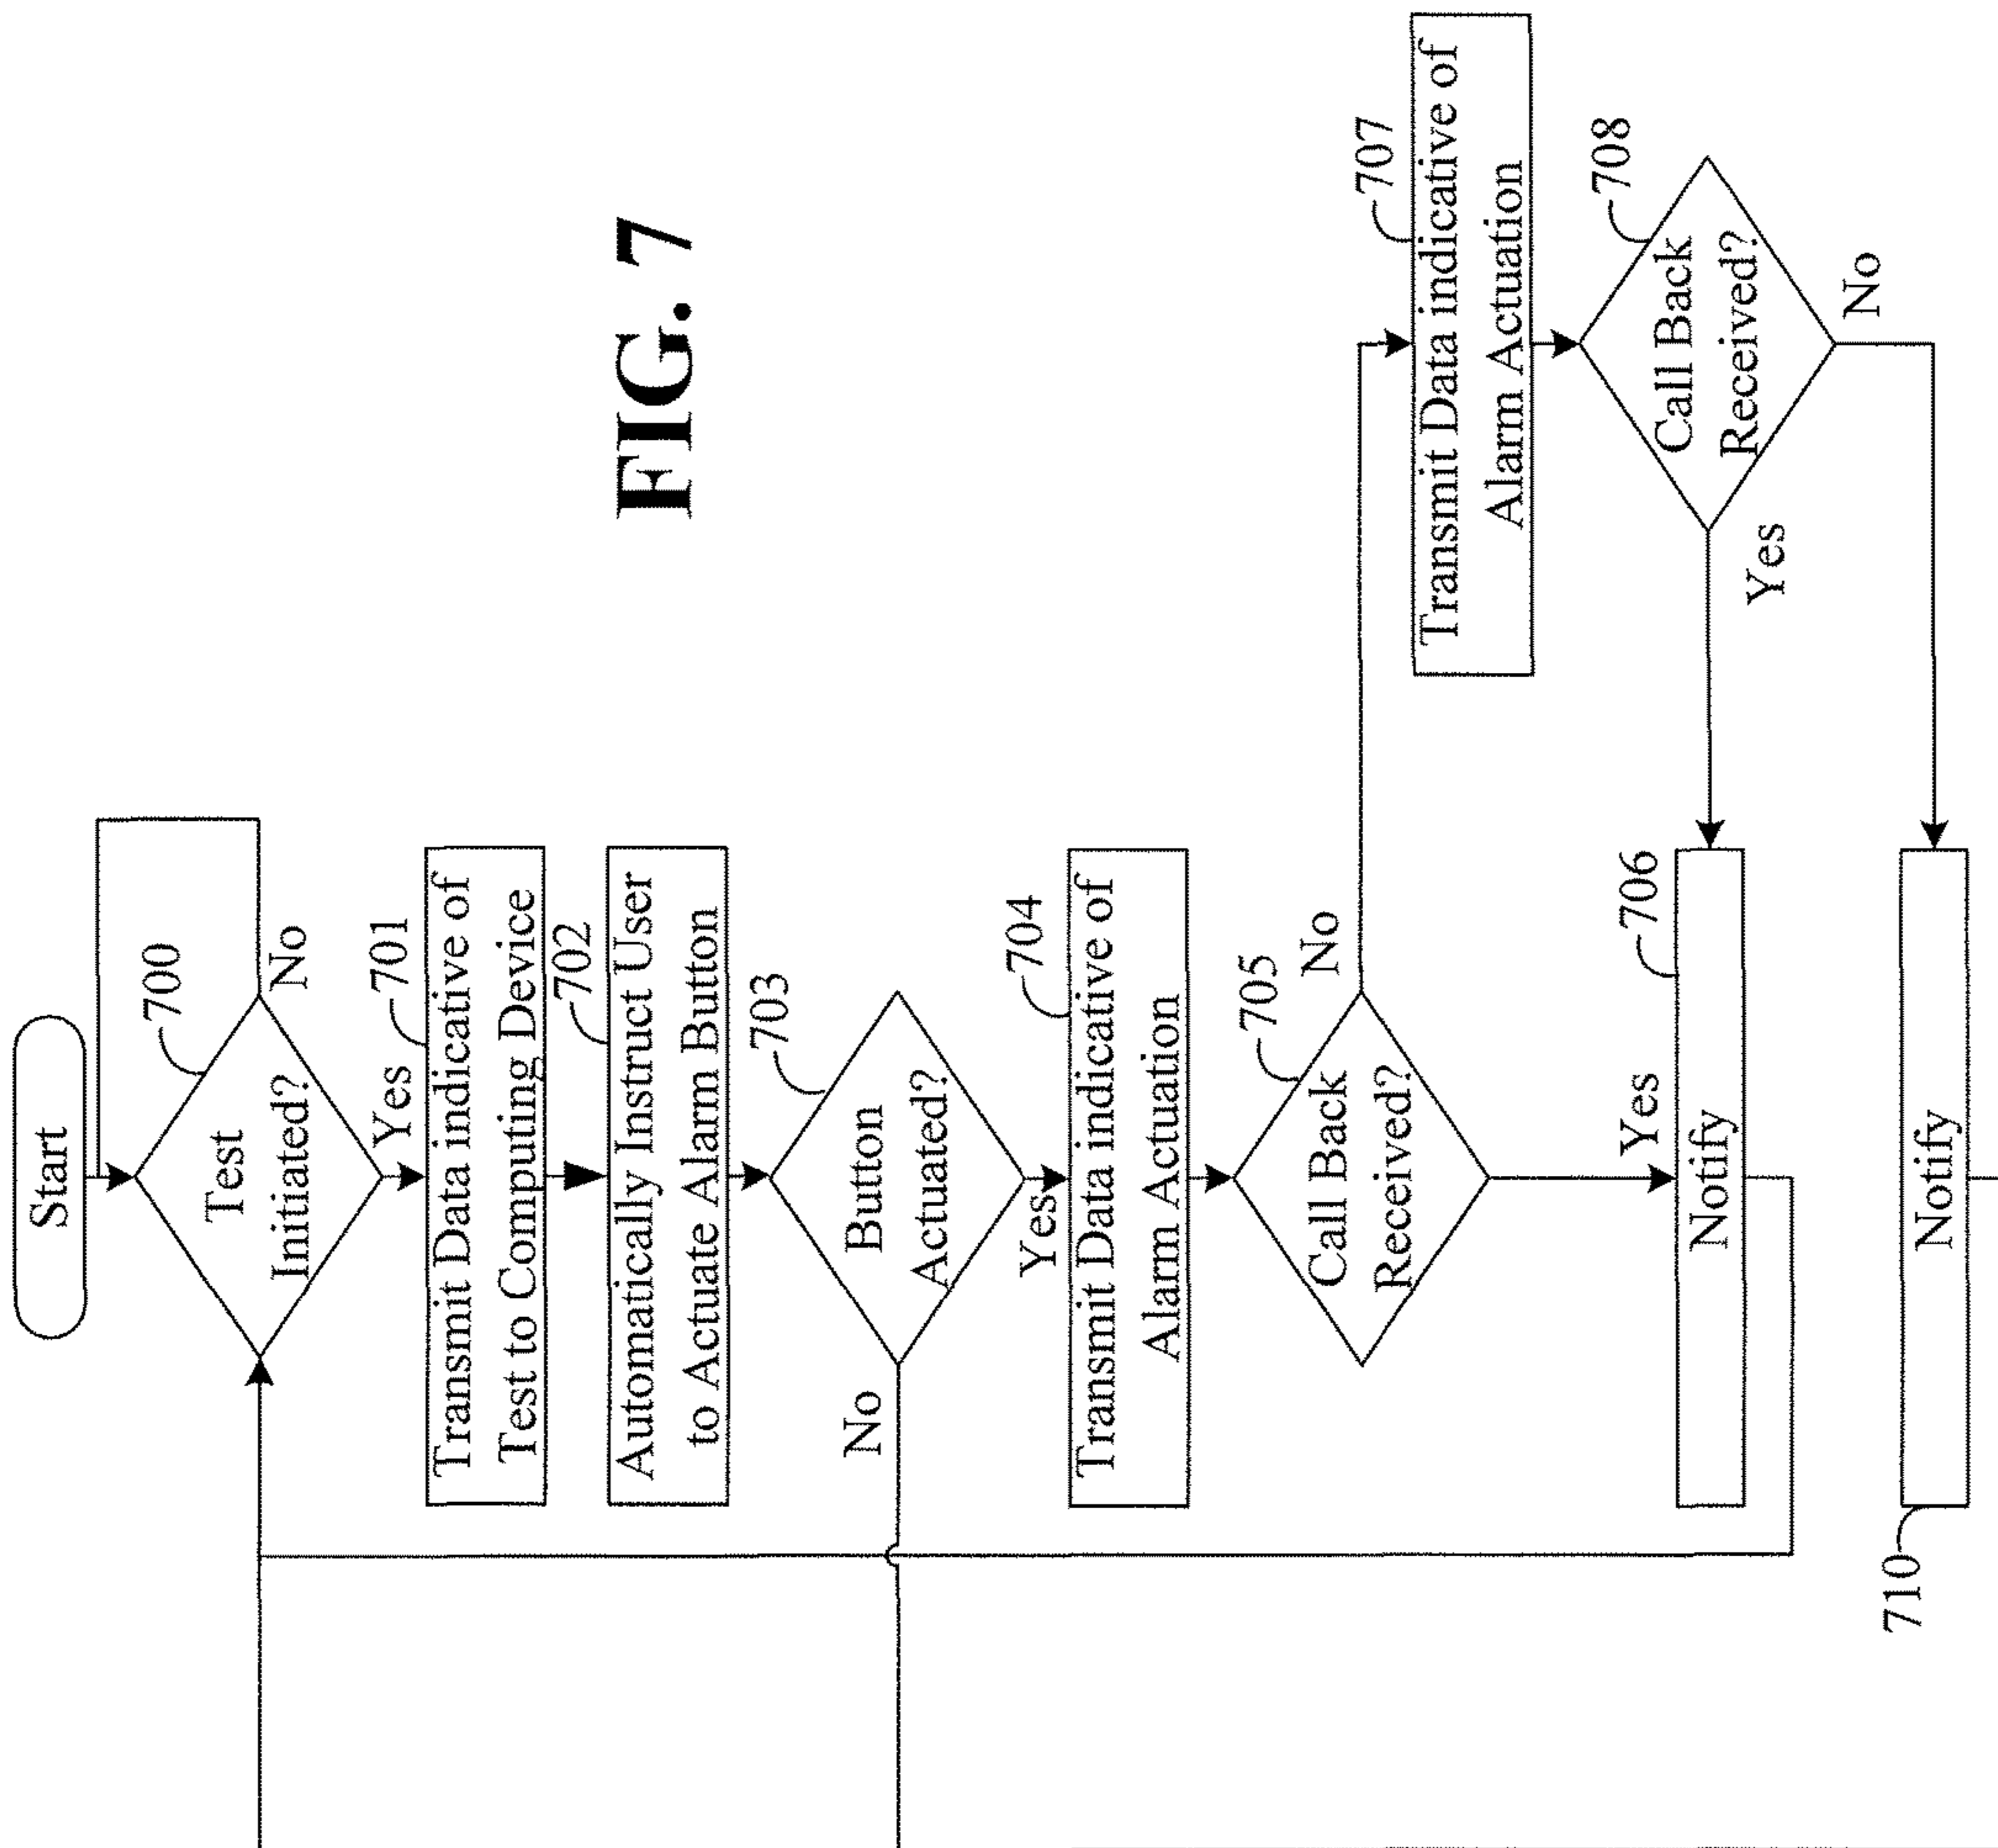 FIG. 7
Start
700
Test
Initiated?
No
Yes
701
Transmit Data indicative of
Test to Computing Device
702
Automatically Instruct User
to Actuate Alarm Button
703
Button
Actuated?
No
Yes
704
Transmit Data indicative of
Alarm Actuation
705
Call Back
Received?
No
Yes
707
Transmit Data indicative of
Alarm Actuation
708
Call Back
Received?
Yes
No
706
Notify
710
Notify